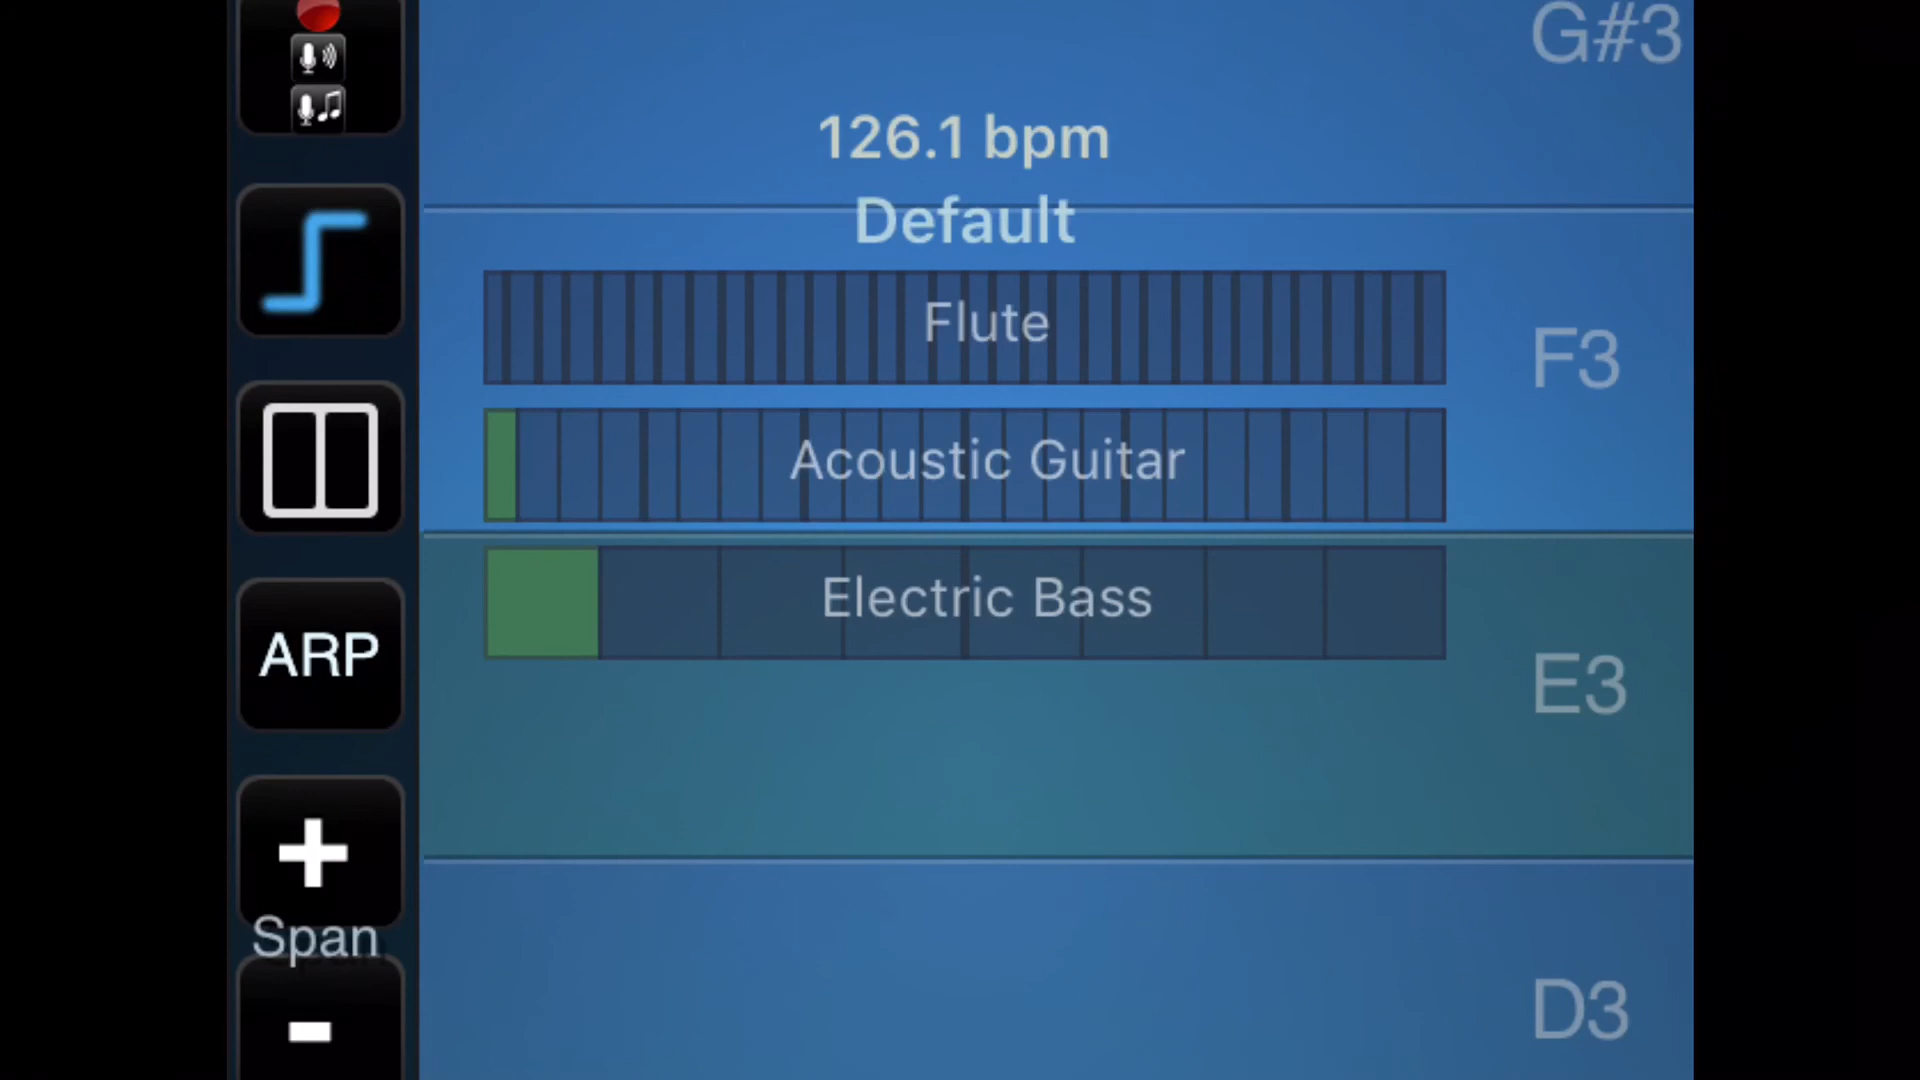 G#3
126.1 bpm
Default
Flute
F3
Acoustic Guitar
Electric Bass
ARP
E3
+
Span
-
D3